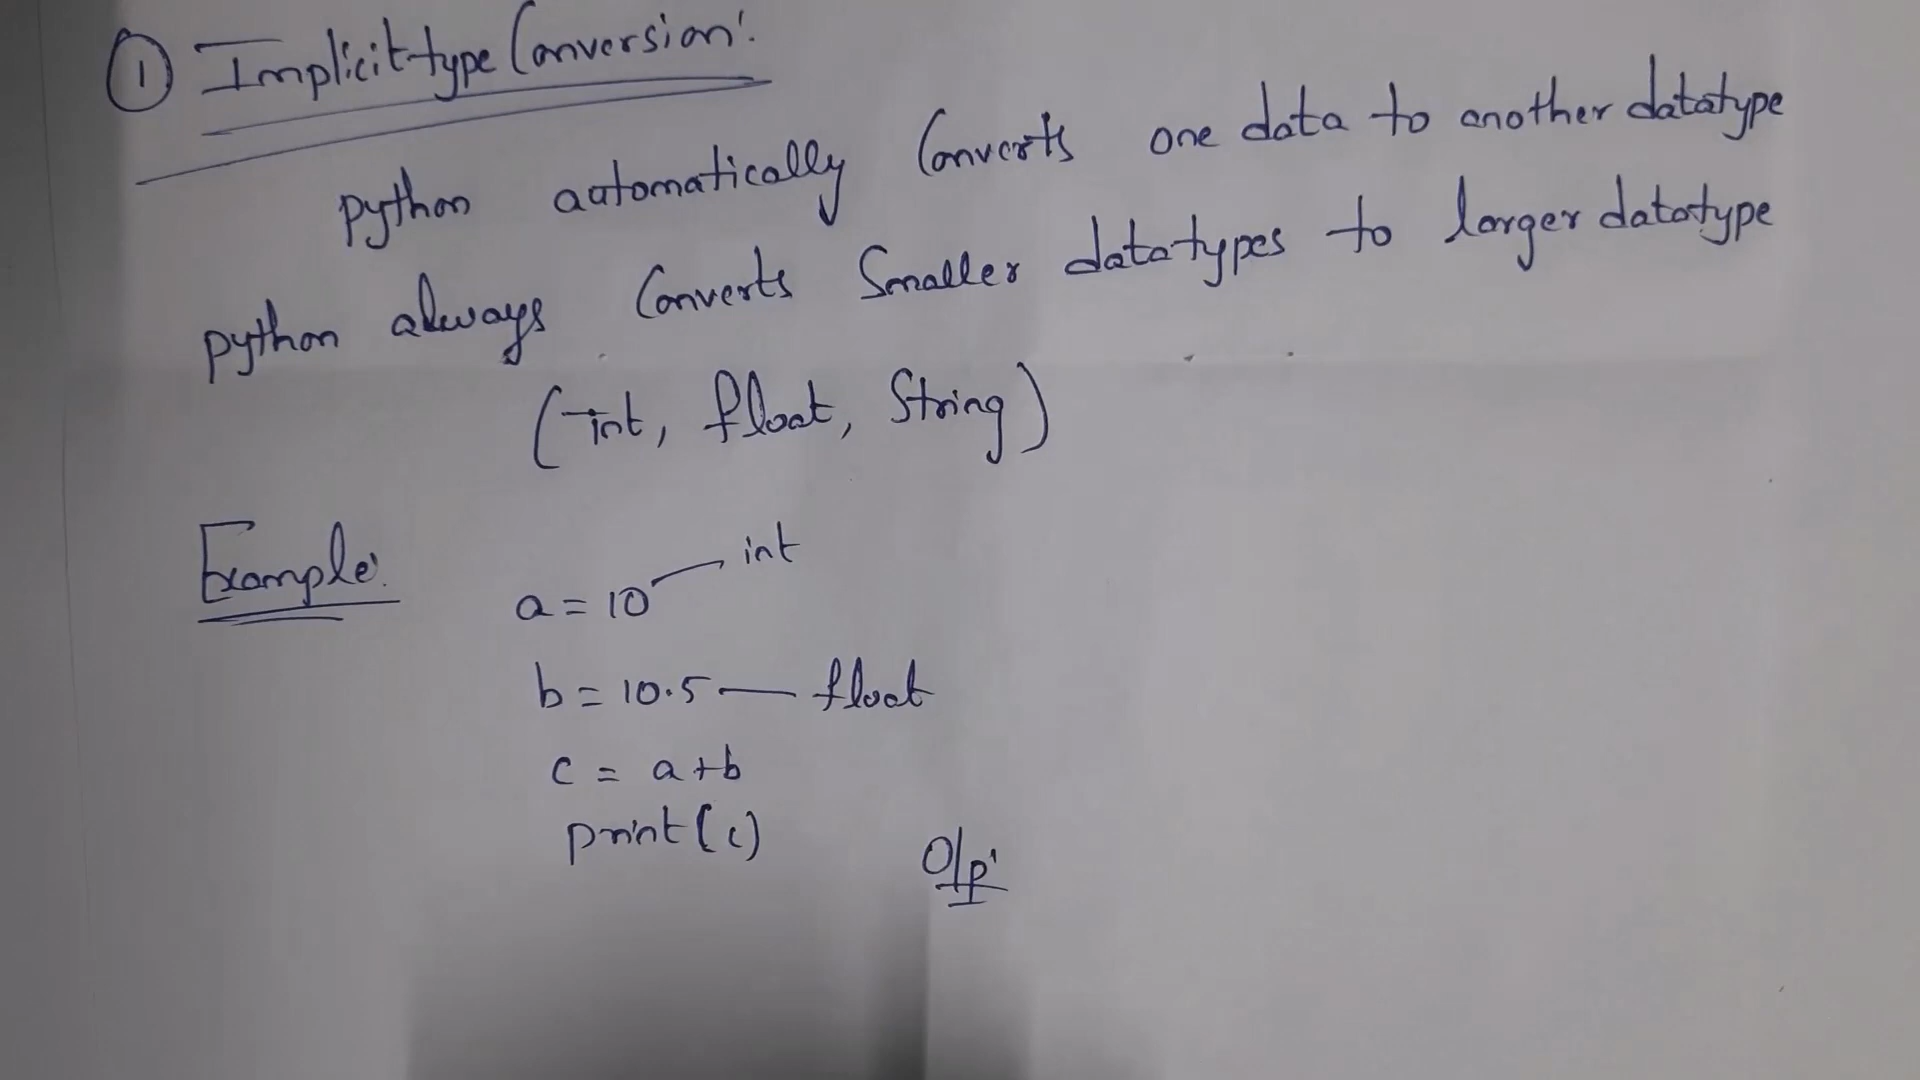 ① Implicit type Conversion:
python automatically Converts one data to another datatype
python always Converts Smaller datatypes to larger datatype
(int, float, String)
Example:
a = 10 — int
b = 10.5 — float
c = a+b
print(c)
O/p: